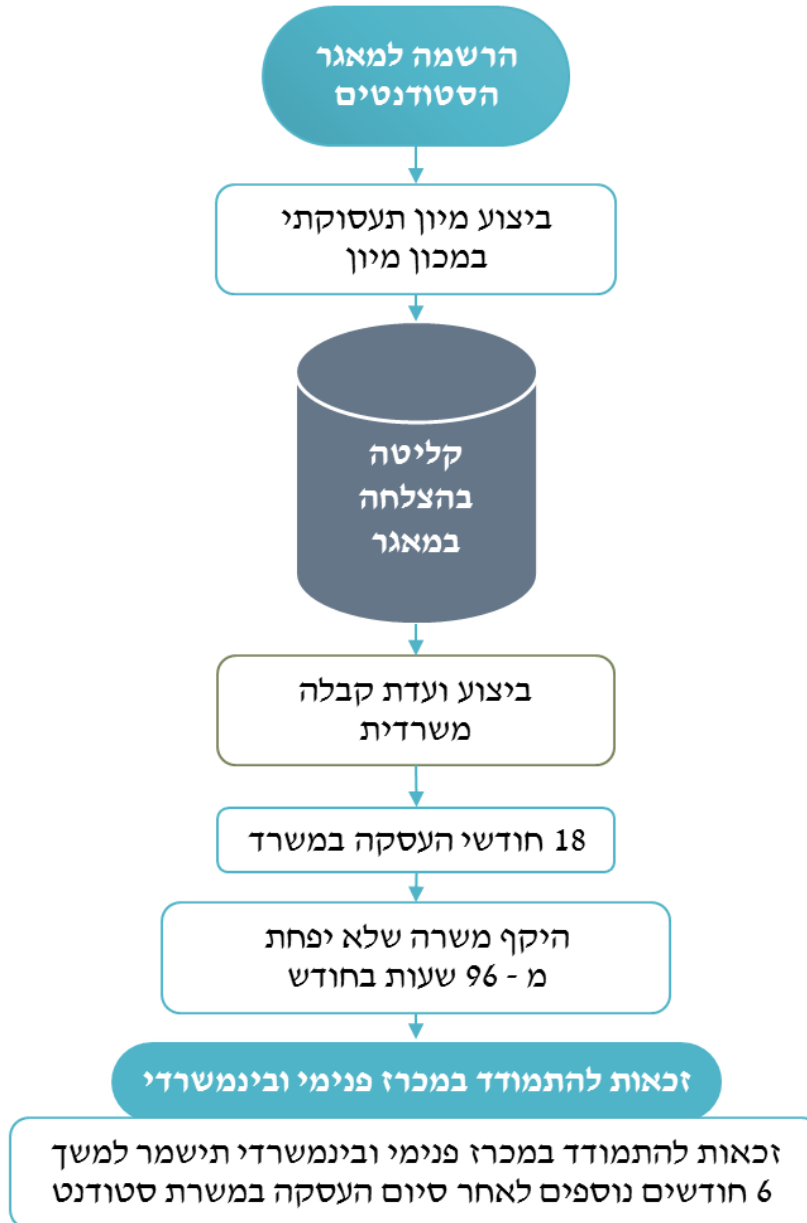 הרשמה למאגר
הסטודנטים
ביצוע מיון תעסוקתי
במכון מיון
קליטה
בהצלחה
במאגר
ביצוע ועדת קבלה
משרדית
18 חודשי העסקה במשרד
היקף משרה שלא יפחת
מ - 96 שעות בחודש
זכאות להתמודד במכרז פנימי ובינמשרדי
זכאות להתמודד במכרז פנימי ובינמשרדי תישמר למשך
6 חודשים נוספים לאחר סיום העסקה במשרת סטודנט